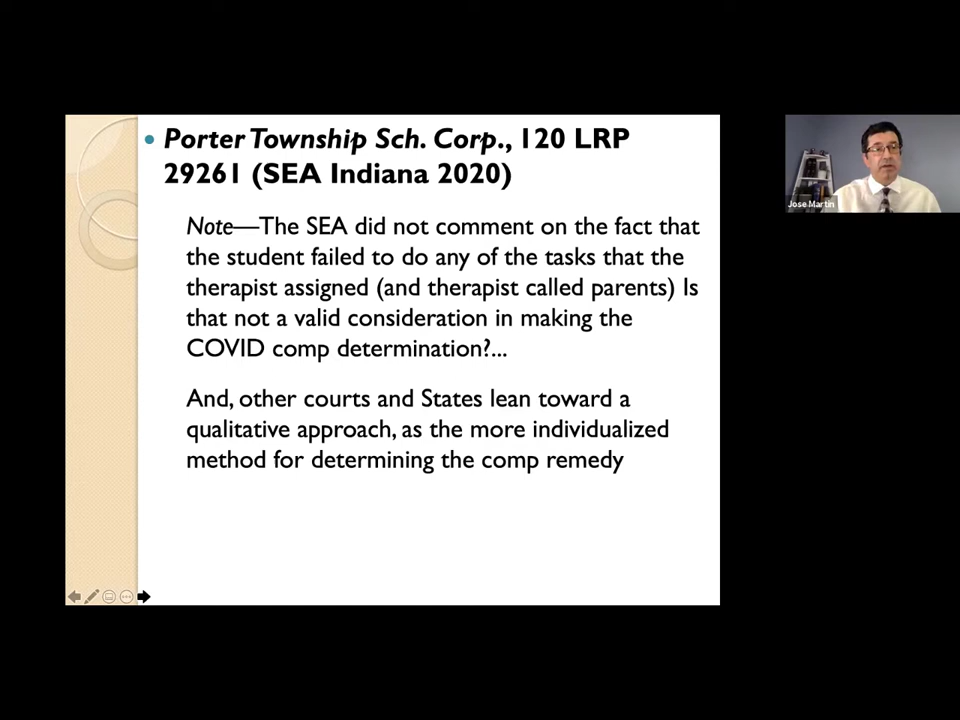 Porter Township Sch. Corp., 120 LRP
29261 (SEA Indiana 2020)
Note—The SEA did not comment on the fact that
the student failed to do any of the tasks that the
therapist assigned (and therapist called parents) Is
that not a valid consideration in making the
COVID comp determination?...
And, other courts and States lean toward a
qualitative approach, as the more individualized
method for determining the comp remedy
Jose Martin